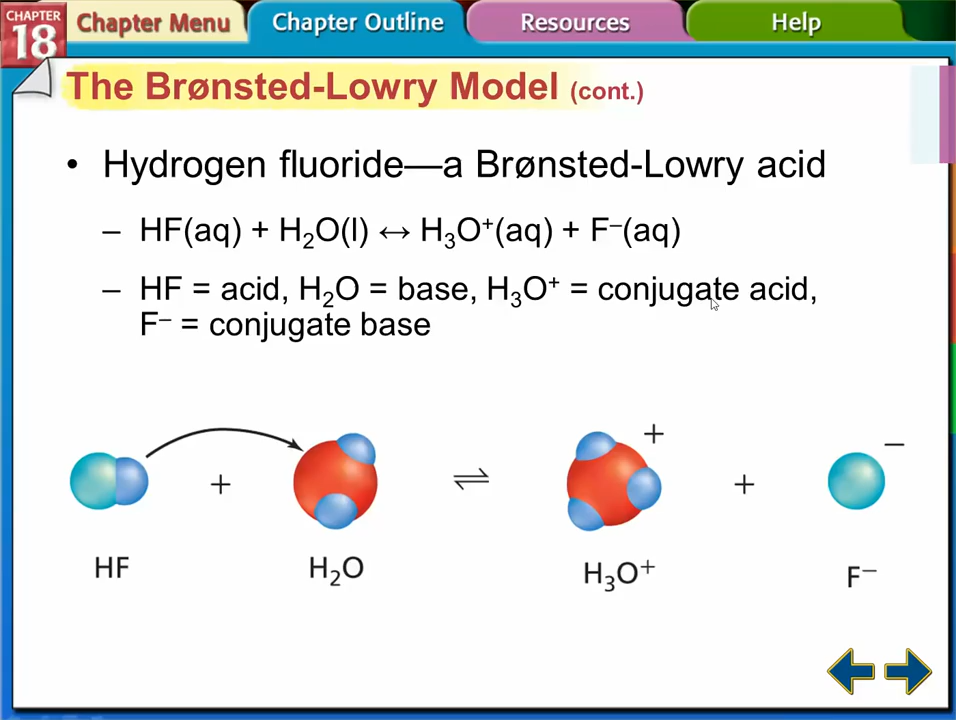 CHAPTER
18
Chapter Menu
Chapter Outline
Resources
Help
The Brønsted-Lowry Model (cont.)
• Hydrogen fluoride—a Brønsted-Lowry acid
– HF(aq) + H₂O(l) ↔ H₃O⁺(aq) + F⁻(aq)
– HF = acid, H₂O = base, H₃O⁺ = conjugate acid,
F⁻ = conjugate base
+ ⇌ + + −
HF H₂O H₃O⁺ F⁻